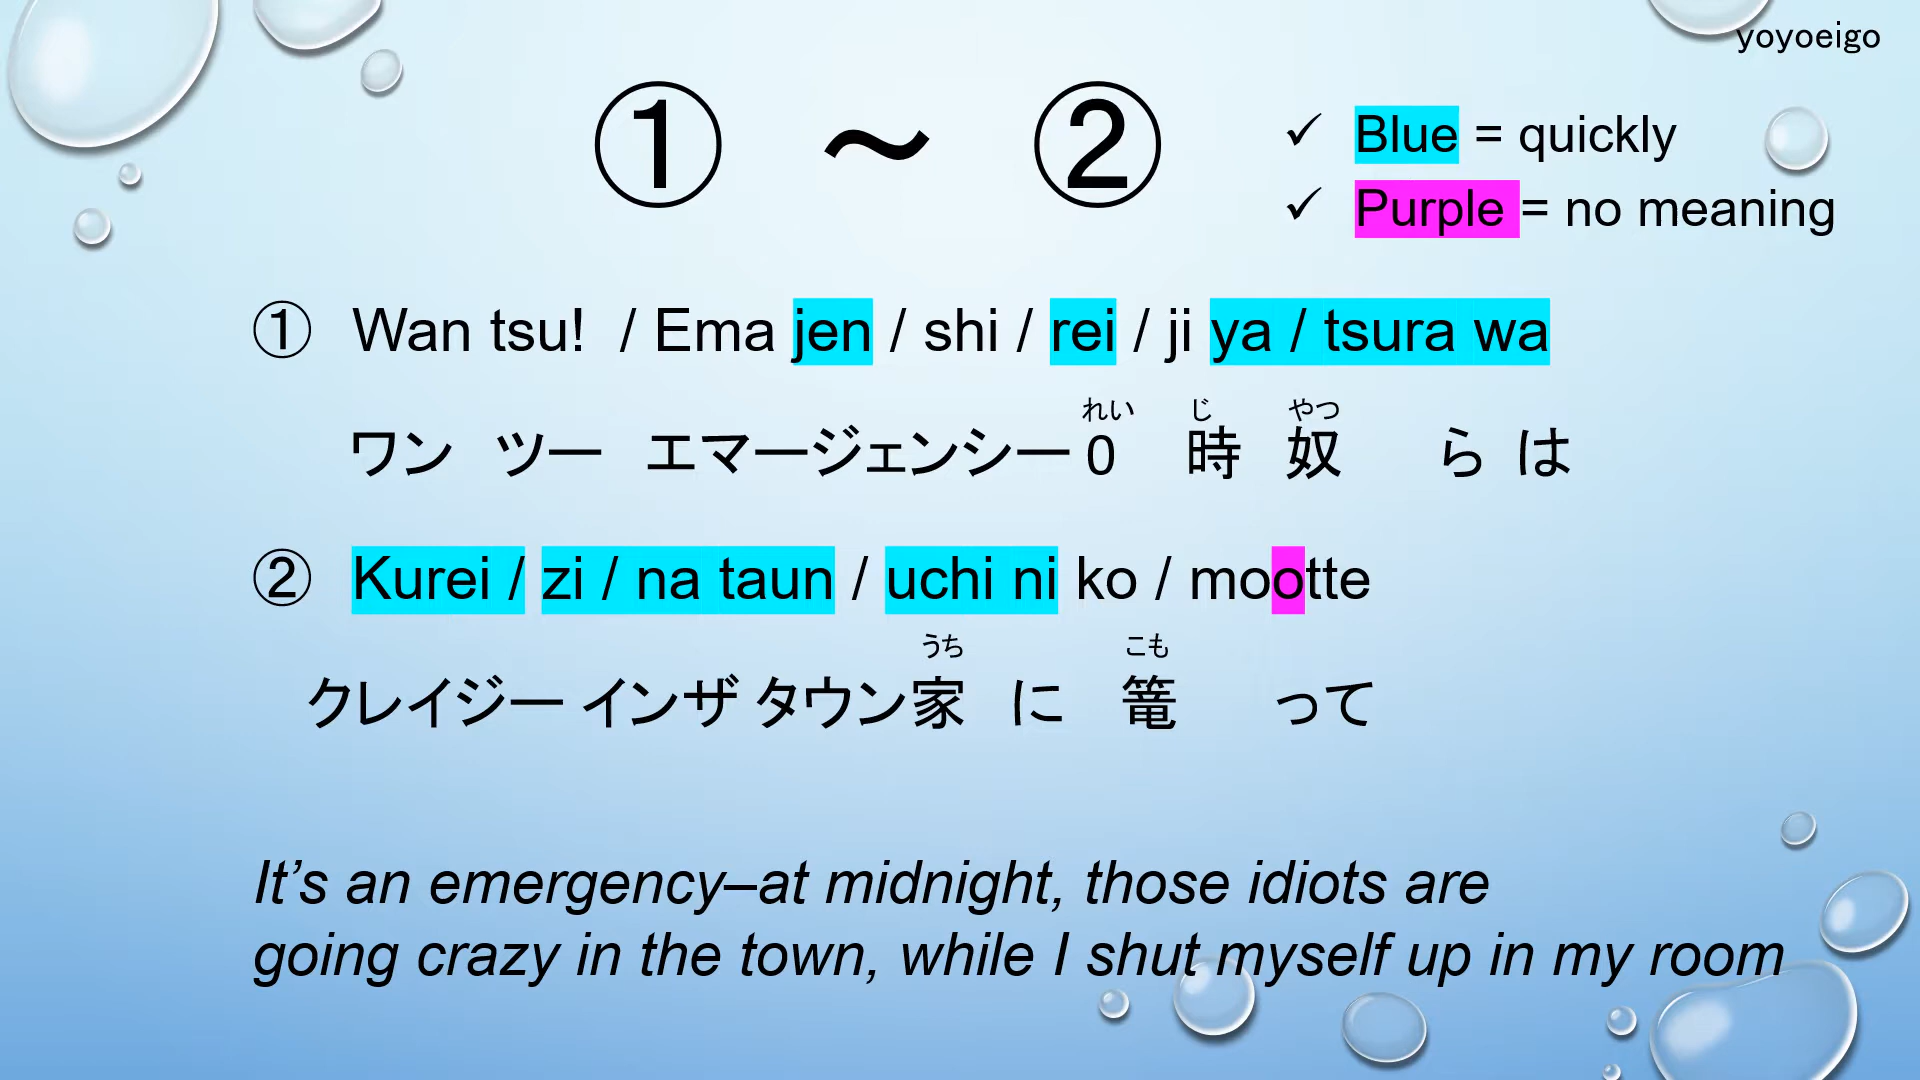 yoyoeigo
① ～ ②
✓ Blue = quickly
✓ Purple = no meaning
① Wan tsu! / Ema jen / shi / rei / ji ya / tsura wa
れい じ やつ
ワン ツー エマージェンシー 0 時 奴 ら は
② Kurei / zi / na taun / uchi ni ko / mootte
うち こも
クレイジー インザ タウン家 に 篭 って
It’s an emergency–at midnight, those idiots are
going crazy in the town, while I shut myself up in my room